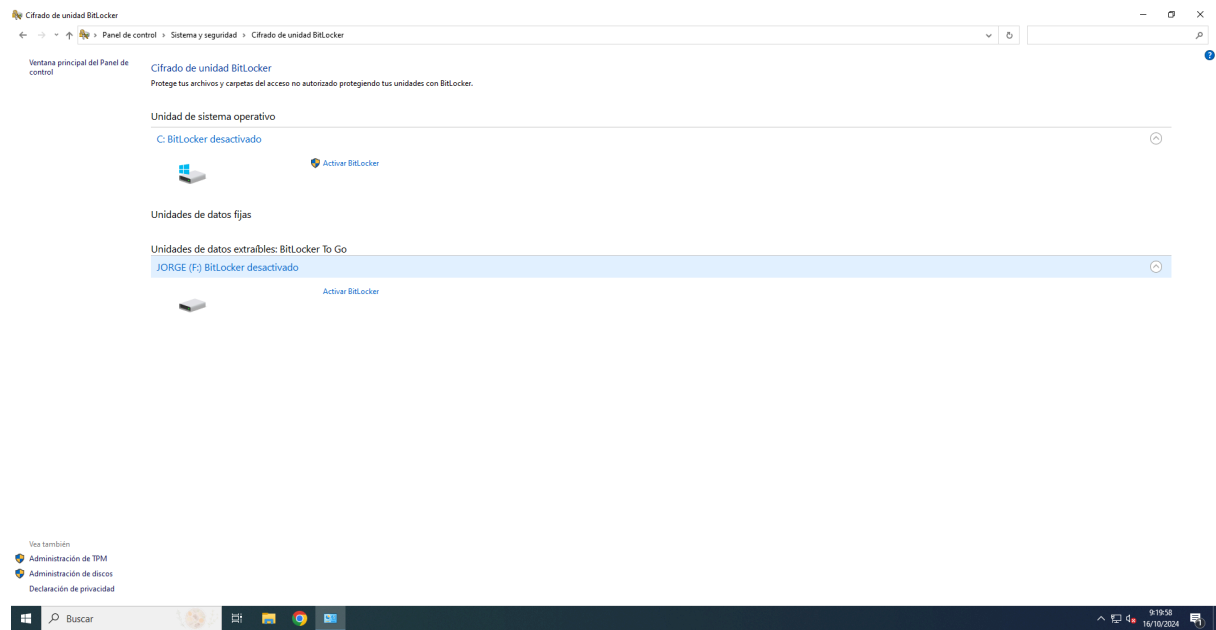 Cifrado de unidad BitLocker
Panel de control › Sistema y seguridad › Cifrado de unidad BitLocker
Ventana principal del Panel de
control
Cifrado de unidad BitLocker
Protege tus archivos y carpetas del acceso no autorizado protegiendo tus unidades con BitLocker.
Unidad de sistema operativo
C: BitLocker desactivado
Activar BitLocker
Unidades de datos fijas
Unidades de datos extraíbles: BitLocker To Go
JORGE (F:) BitLocker desactivado
Activar BitLocker
Vea también
Administración de TPM
Administración de discos
Declaración de privacidad
Buscar
9:19:58
16/10/2024